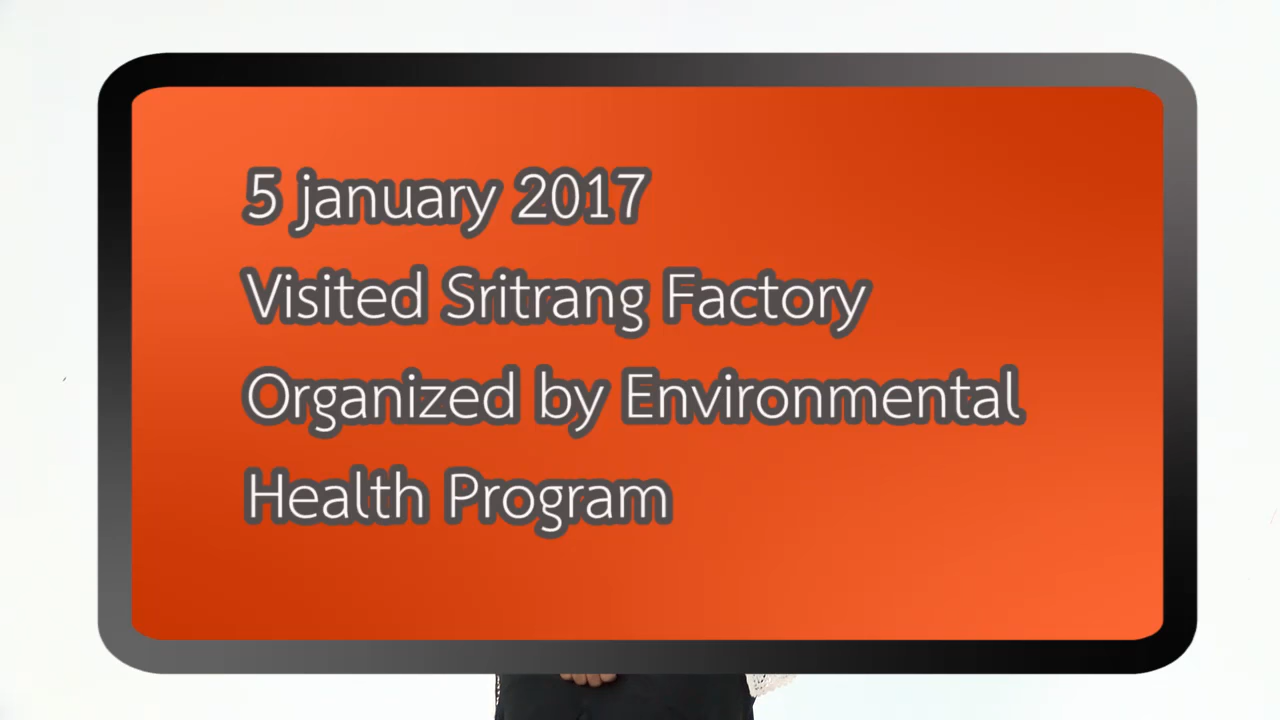 5 january 2017
Visited Sritrang Factory
Organized by Environmental
Health Program